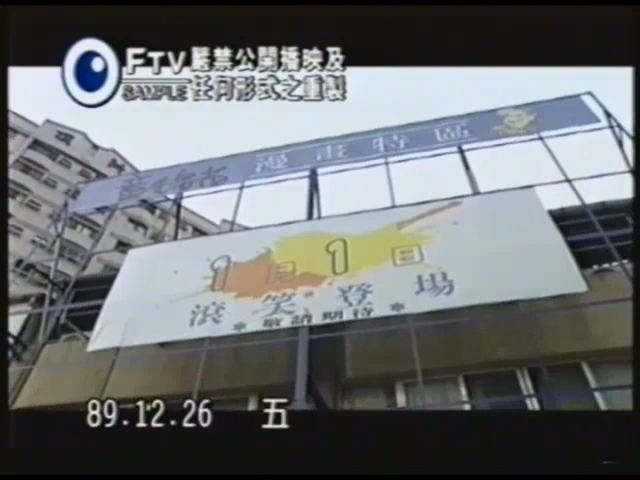 FTV 嚴禁公開播映及
SAMPLE 任何形式之重製
漫畫特區
1月1日
滾笑登場
*敬請期待*
89.12.26 五